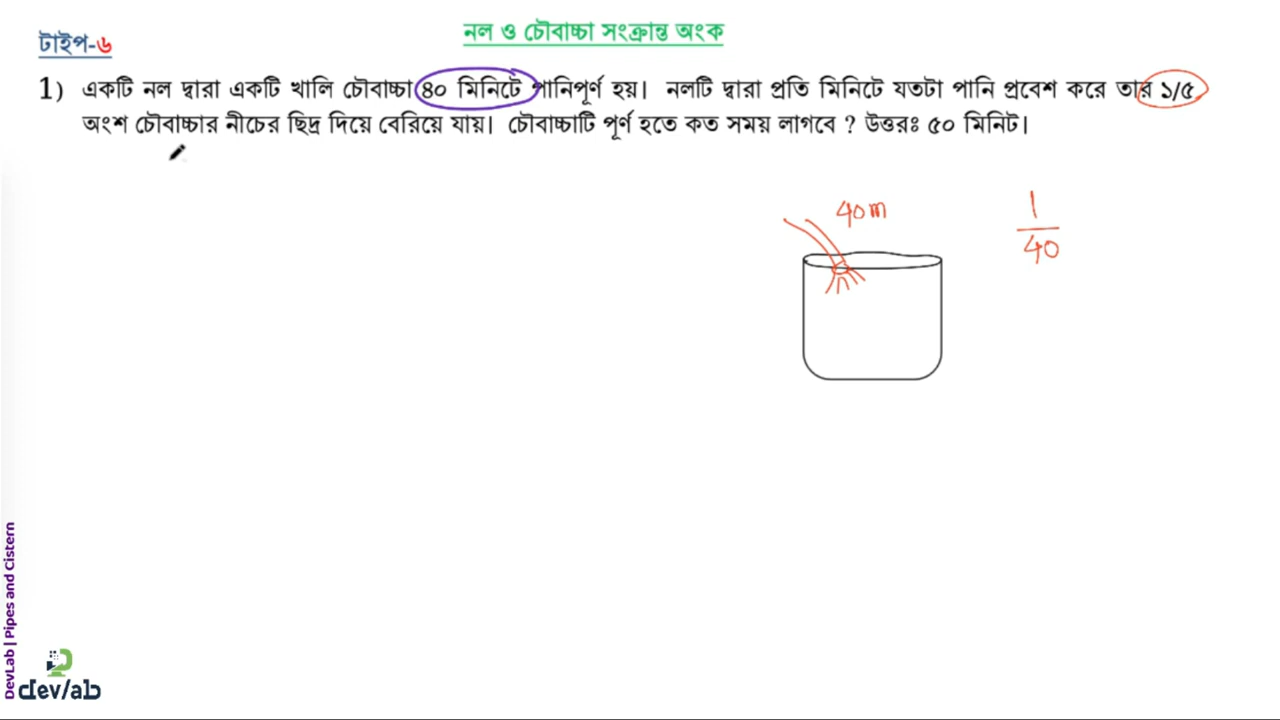 নল ও চৌবাচ্চা সংক্রান্ত অংক
টাইপ-৬
1) একটি নল দ্বারা একটি খালি চৌবাচ্চা ৪০ মিনিটে পানিপূর্ণ হয়। নলটি দ্বারা প্রতি মিনিটে যতটা পানি প্রবেশ করে তার ১/৫
অংশ চৌবাচ্চার নীচের ছিদ্র দিয়ে বেরিয়ে যায়। চৌবাচ্চাটি পূর্ণ হতে কত সময় লাগবে ? উত্তরঃ ৫০ মিনিট।
40m
1
40
DevLab | Pipes and Cistern
dev/ab